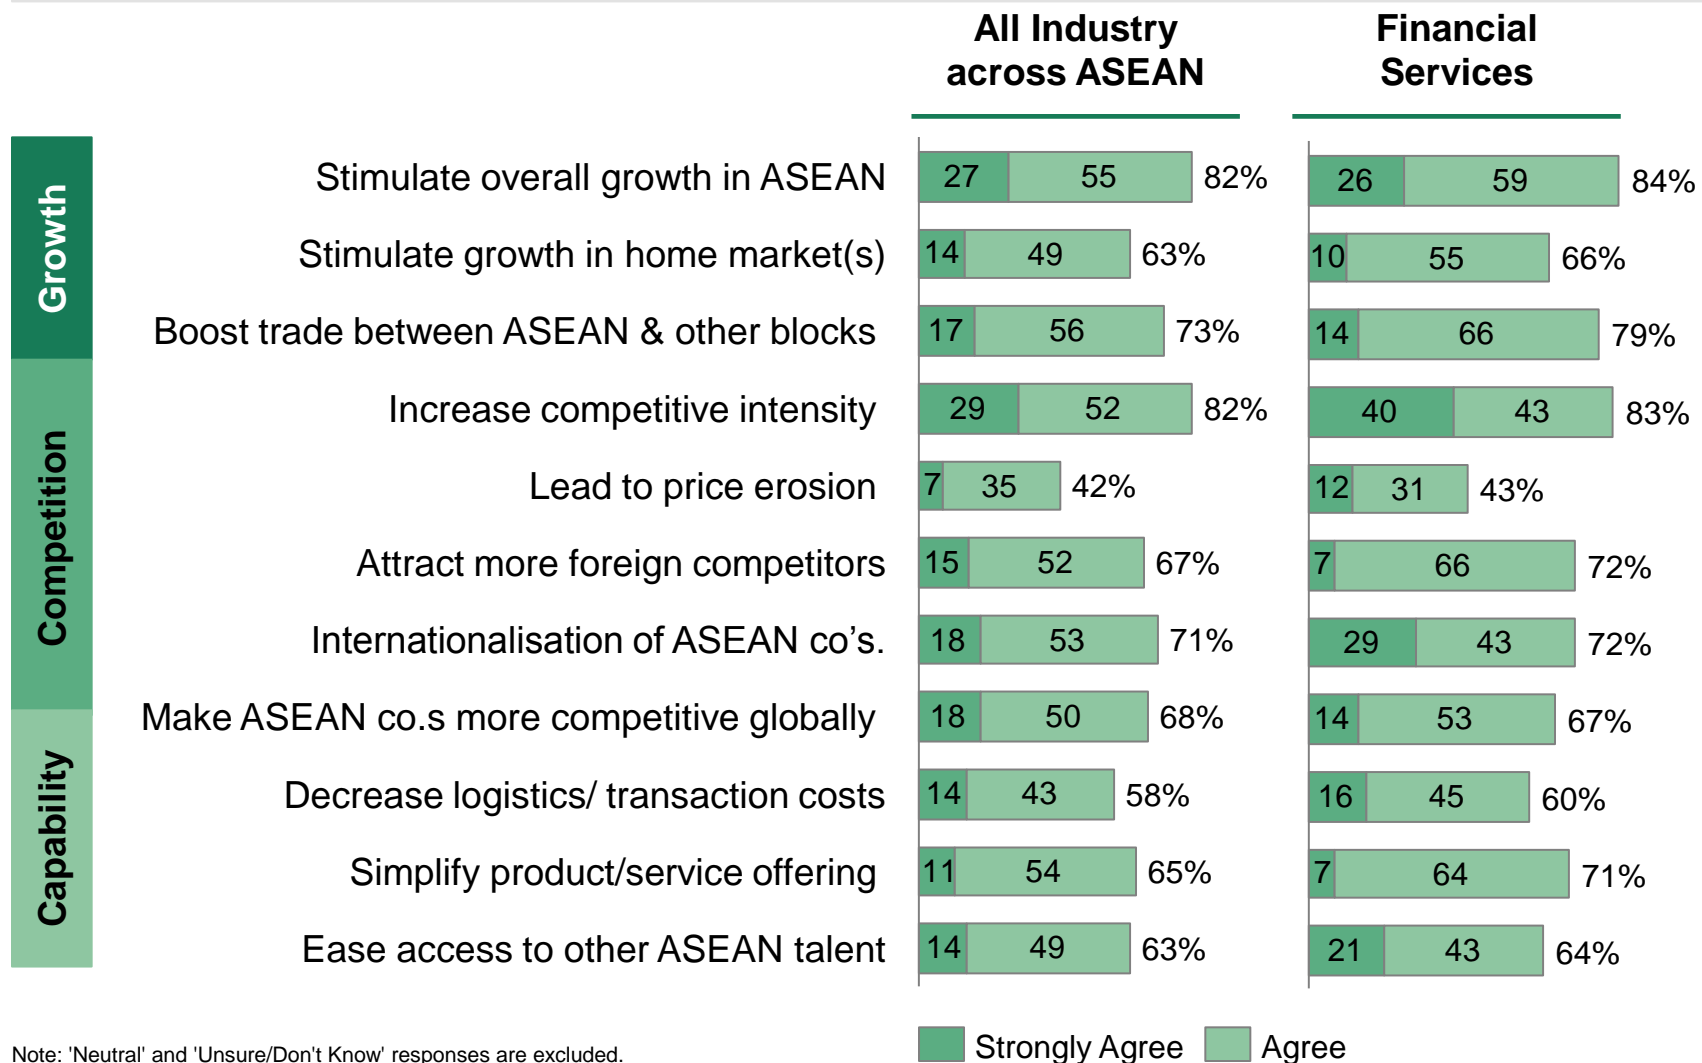 All Industry
across ASEAN
Financial
Services
Growth
Stimulate overall growth in ASEAN 27 55 82% 26 59 84%
Stimulate growth in home market(s) 14 49 63% 10 55 66%
Boost trade between ASEAN & other blocks 17 56 73% 14 66 79%
Competition
Increase competitive intensity 29 52 82% 40 43 83%
Lead to price erosion 7 35 42% 12 31 43%
Attract more foreign competitors 15 52 67% 7 66 72%
Internationalisation of ASEAN co’s. 18 53 71% 29 43 72%
Capability
Make ASEAN co.s more competitive globally 18 50 68% 14 53 67%
Decrease logistics/ transaction costs 14 43 58% 16 45 60%
Simplify product/service offering 11 54 65% 7 64 71%
Ease access to other ASEAN talent 14 49 63% 21 43 64%
Strongly Agree Agree
Note: 'Neutral' and 'Unsure/Don't Know' responses are excluded.